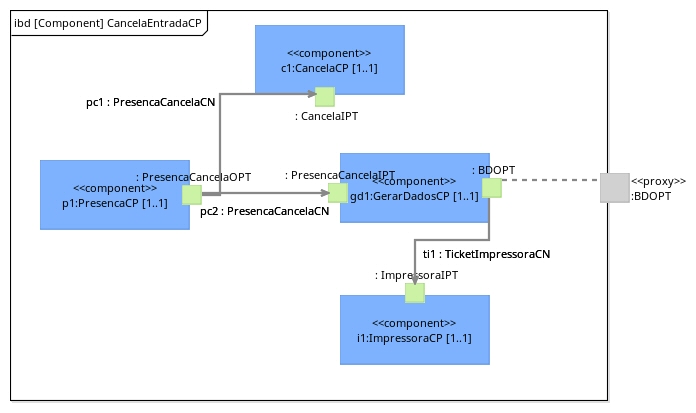 ibd [Component] CancelaEntradaCP
<<component>>
c1:CancelaCP [1..1]
pc1 : PresencaCancelaCN
: CancelaIPT
: PresencaCancelaOPT
<<component>>
p1:PresencaCP [1..1]
pc2 : PresencaCancelaCN
: PresencaCancelaIPT
: BDOPT
<<component>>
gd1:GerarDadosCP [1..1]
<<proxy>>
:BDOPT
ti1 : TicketImpressoraCN
: ImpressoraIPT
<<component>>
i1:ImpressoraCP [1..1]